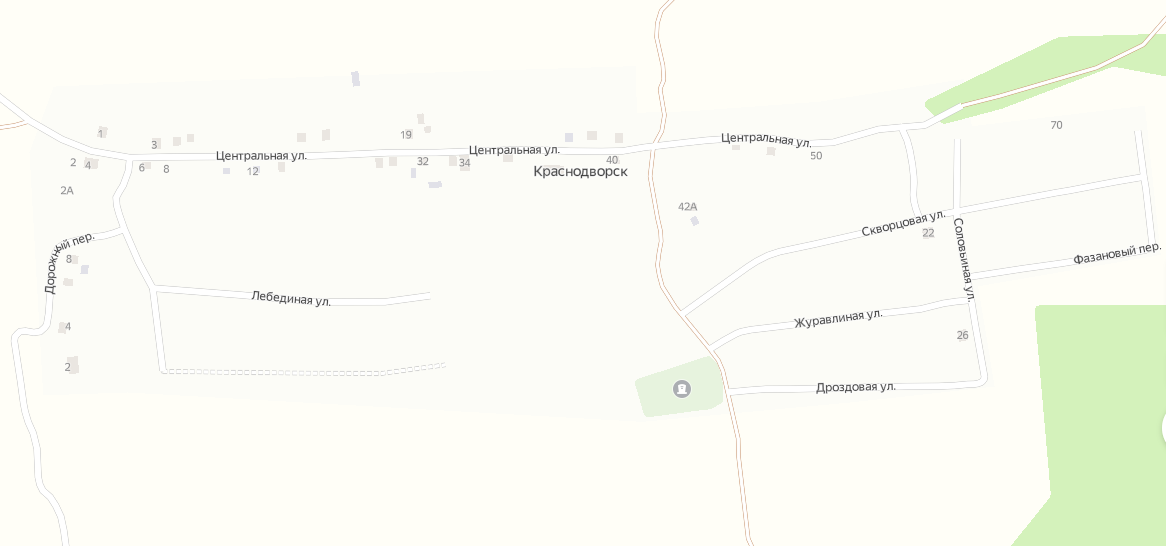 70
1
19
3
Центральная ул.
Центральная ул.
Центральная ул.
50
2
4
6
8
12
32
34
40
Краснодворск
2А
42А
Скворцовая ул.
22
Соловьиная ул.
Дорожный пер.
8
Фазановый пер.
Лебединая ул.
Журавлиная ул.
4
26
2
Дроздовая ул.